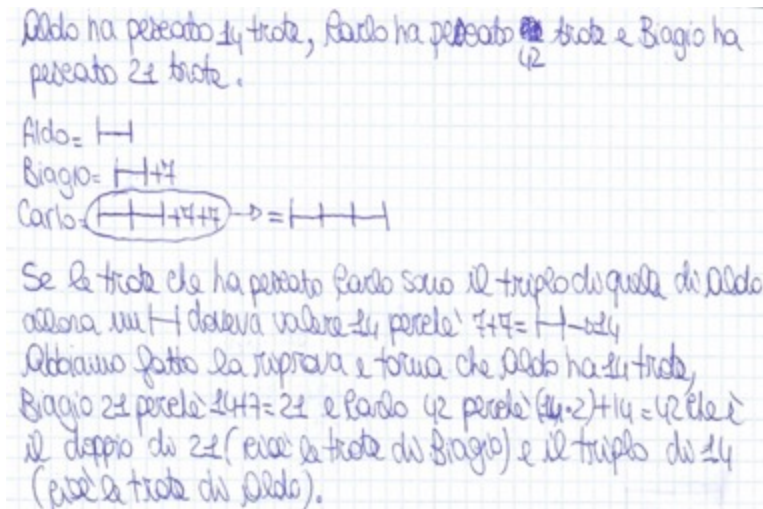 Aldo ha pescato 14 trote, Carlo ha pescato 42 trote e Biagio ha
pescato 21 trote.
Aldo= |-|
Biagio= |-|+7
Carlo= |-|-|+7+7 → = |-|-|-|
Se le trote che ha pescato Carlo sono il triplo di quelle di Aldo
allora un |-| doveva valere 14 perché 7+7= |-| → 14
Abbiamo fatto la riprova e torna che Aldo ha 14 trote,
Biagio 21 perché 14+7=21 e Carlo 42 perché (14·2)+14=42 che è
il doppio di 21 (cioè le trote di Biagio) e il triplo di 14
(cioè le trote di Aldo).